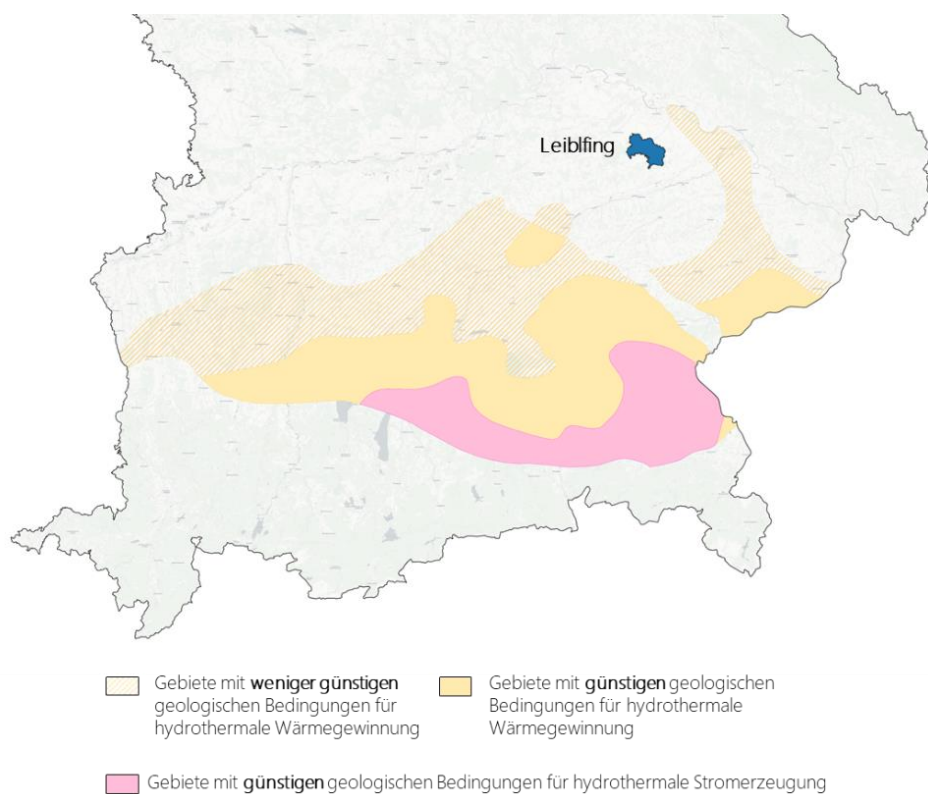 Leiblfing
Gebiete mit weniger günstigen
geologischen Bedingungen für
hydrothermale Wärmegewinnung
Gebiete mit günstigen geologischen
Bedingungen für hydrothermale
Wärmegewinnung
Gebiete mit günstigen geologischen Bedingungen für hydrothermale Stromerzeugung